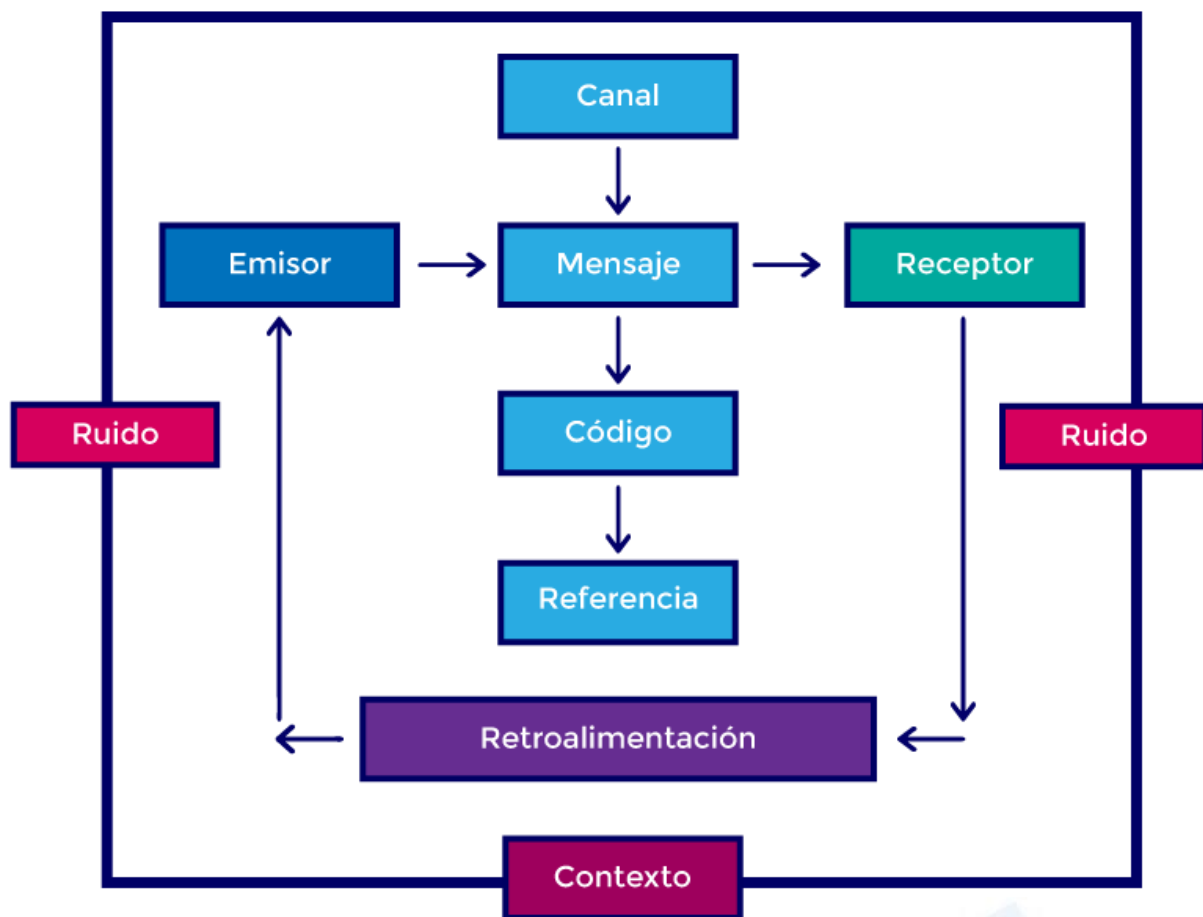 Canal
Emisor
Mensaje
Receptor
Ruido
Código
Ruido
Referencia
Retroalimentación
Contexto